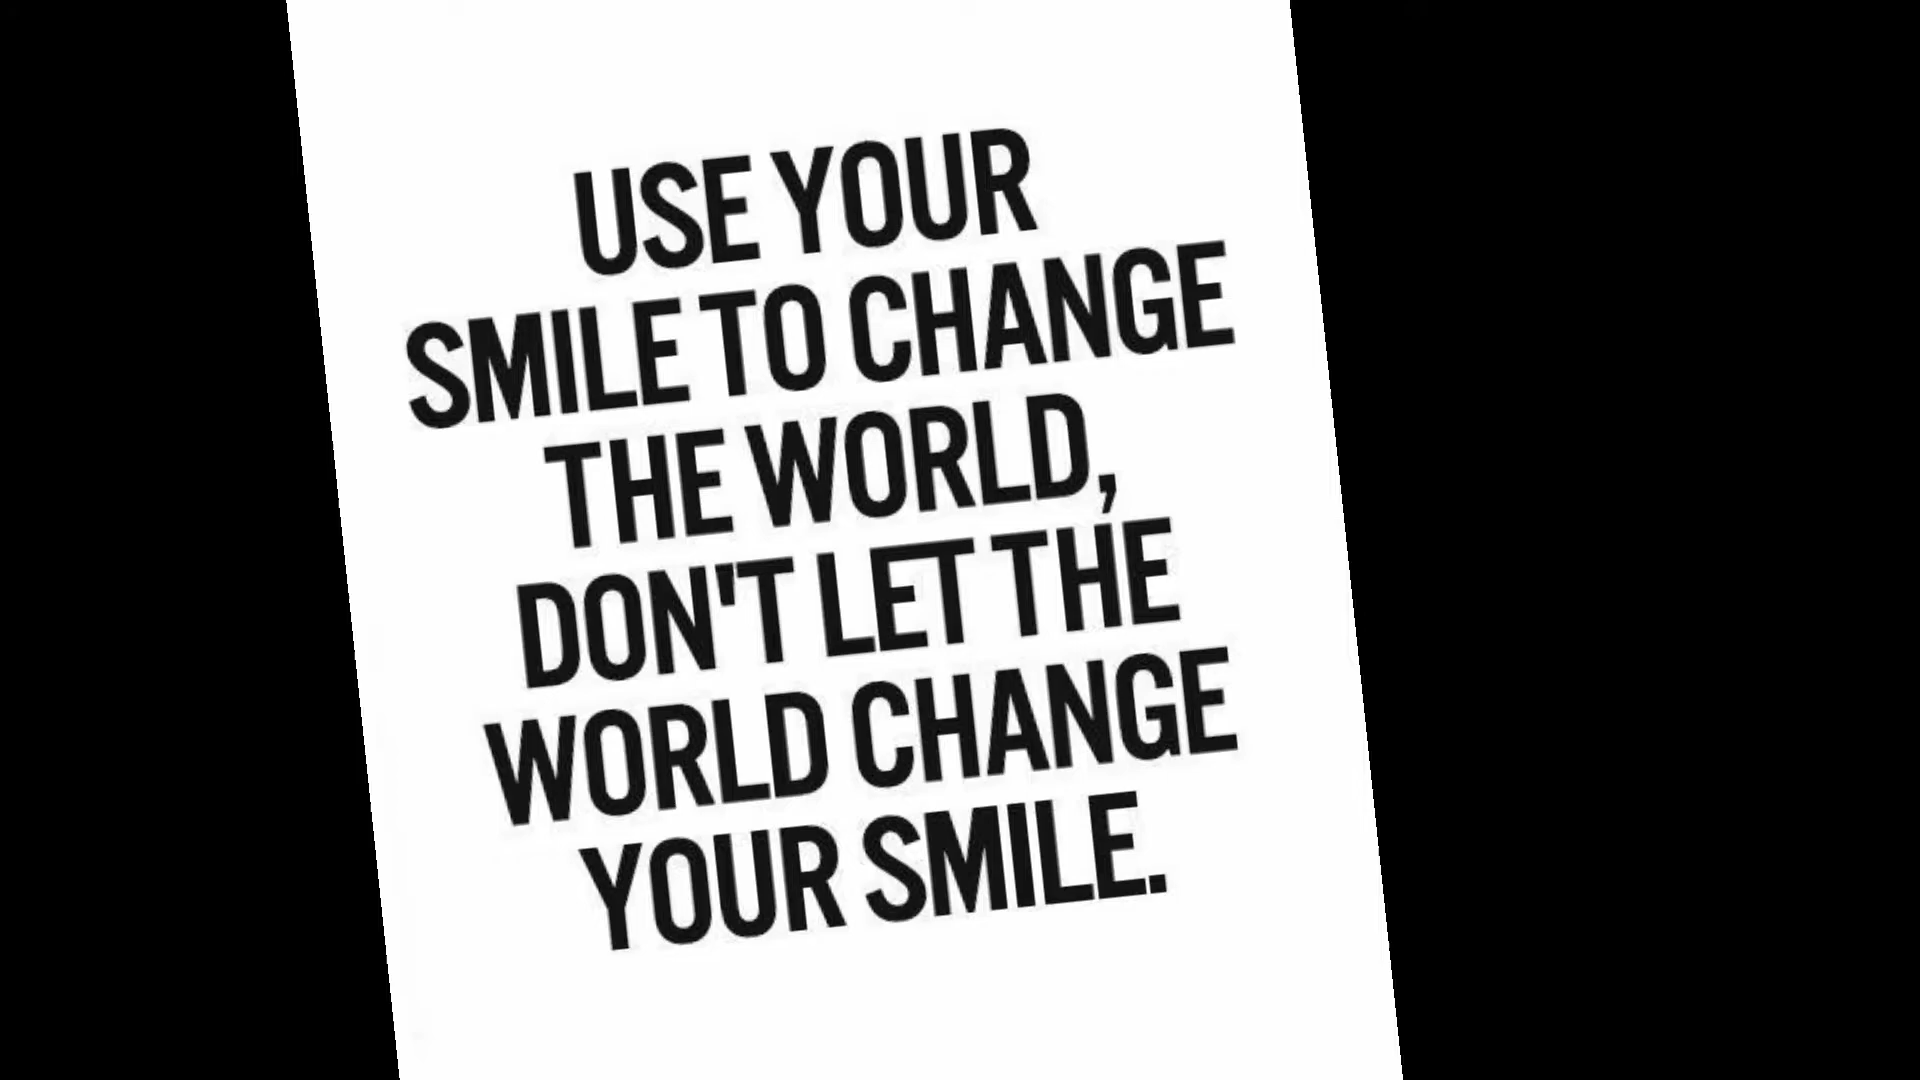 USE YOUR
SMILE TO CHANGE
THE WORLD,
DON'T LET THE
WORLD CHANGE
YOUR SMILE.